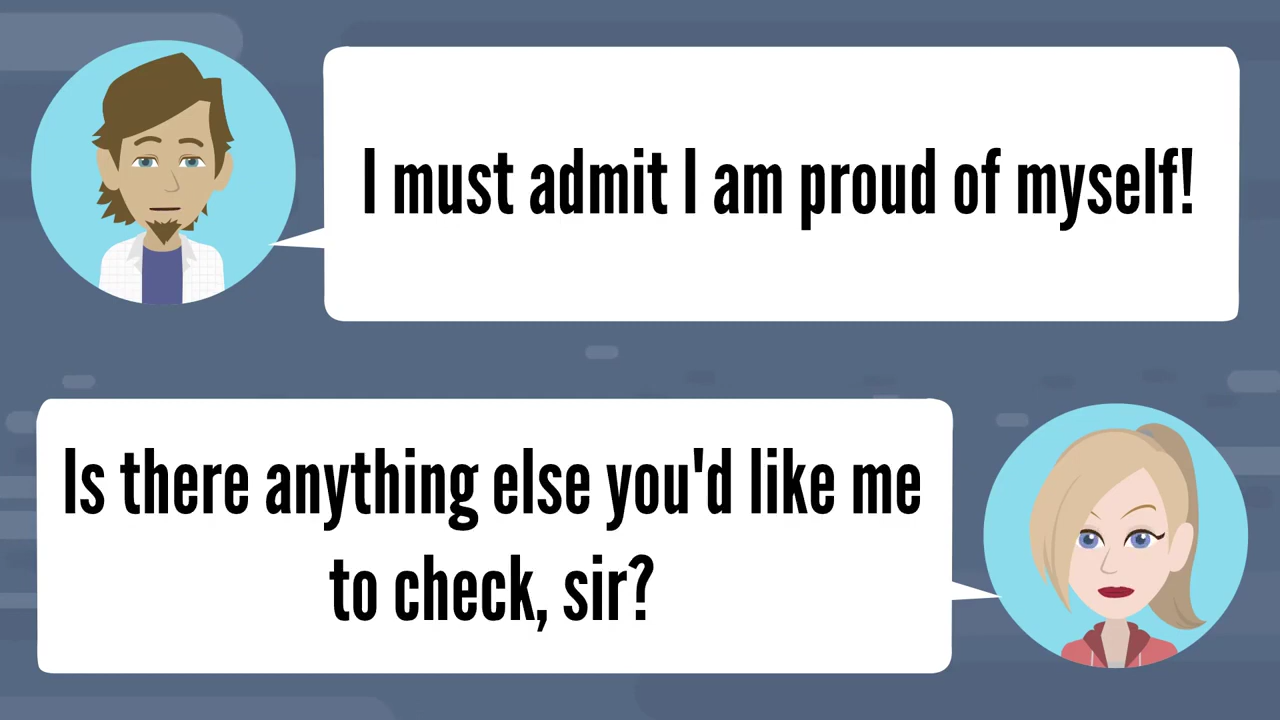 I must admit I am proud of myself!
Is there anything else you'd like me
to check, sir?